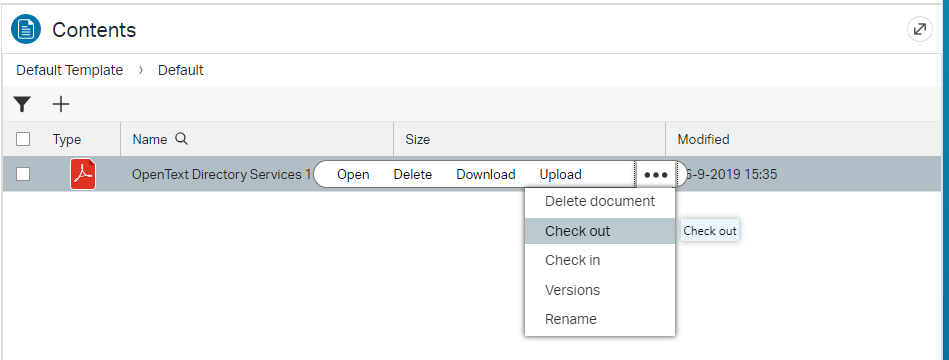 Contents
Default Template › Default
Type Name Size Modified
OpenText Directory Services 1 Open Delete Download Upload ••• 6-9-2019 15:35
Delete document
Check out Check out
Check in
Versions
Rename